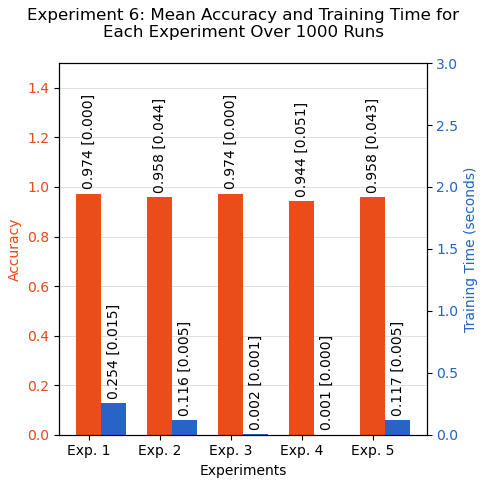 Experiment 6: Mean Accuracy and Training Time for
Each Experiment Over 1000 Runs
Accuracy
1.4
1.2
1.0
0.8
0.6
0.4
0.2
0.0
0.974 [0.000]
0.254 [0.015]
0.958 [0.044]
0.116 [0.005]
0.974 [0.000]
0.002 [0.001]
0.944 [0.051]
0.001 [0.000]
0.958 [0.043]
0.117 [0.005]
3.0
2.5
2.0
1.5
1.0
0.5
0.0
Training Time (seconds)
Exp. 1
Exp. 2
Exp. 3
Exp. 4
Exp. 5
Experiments